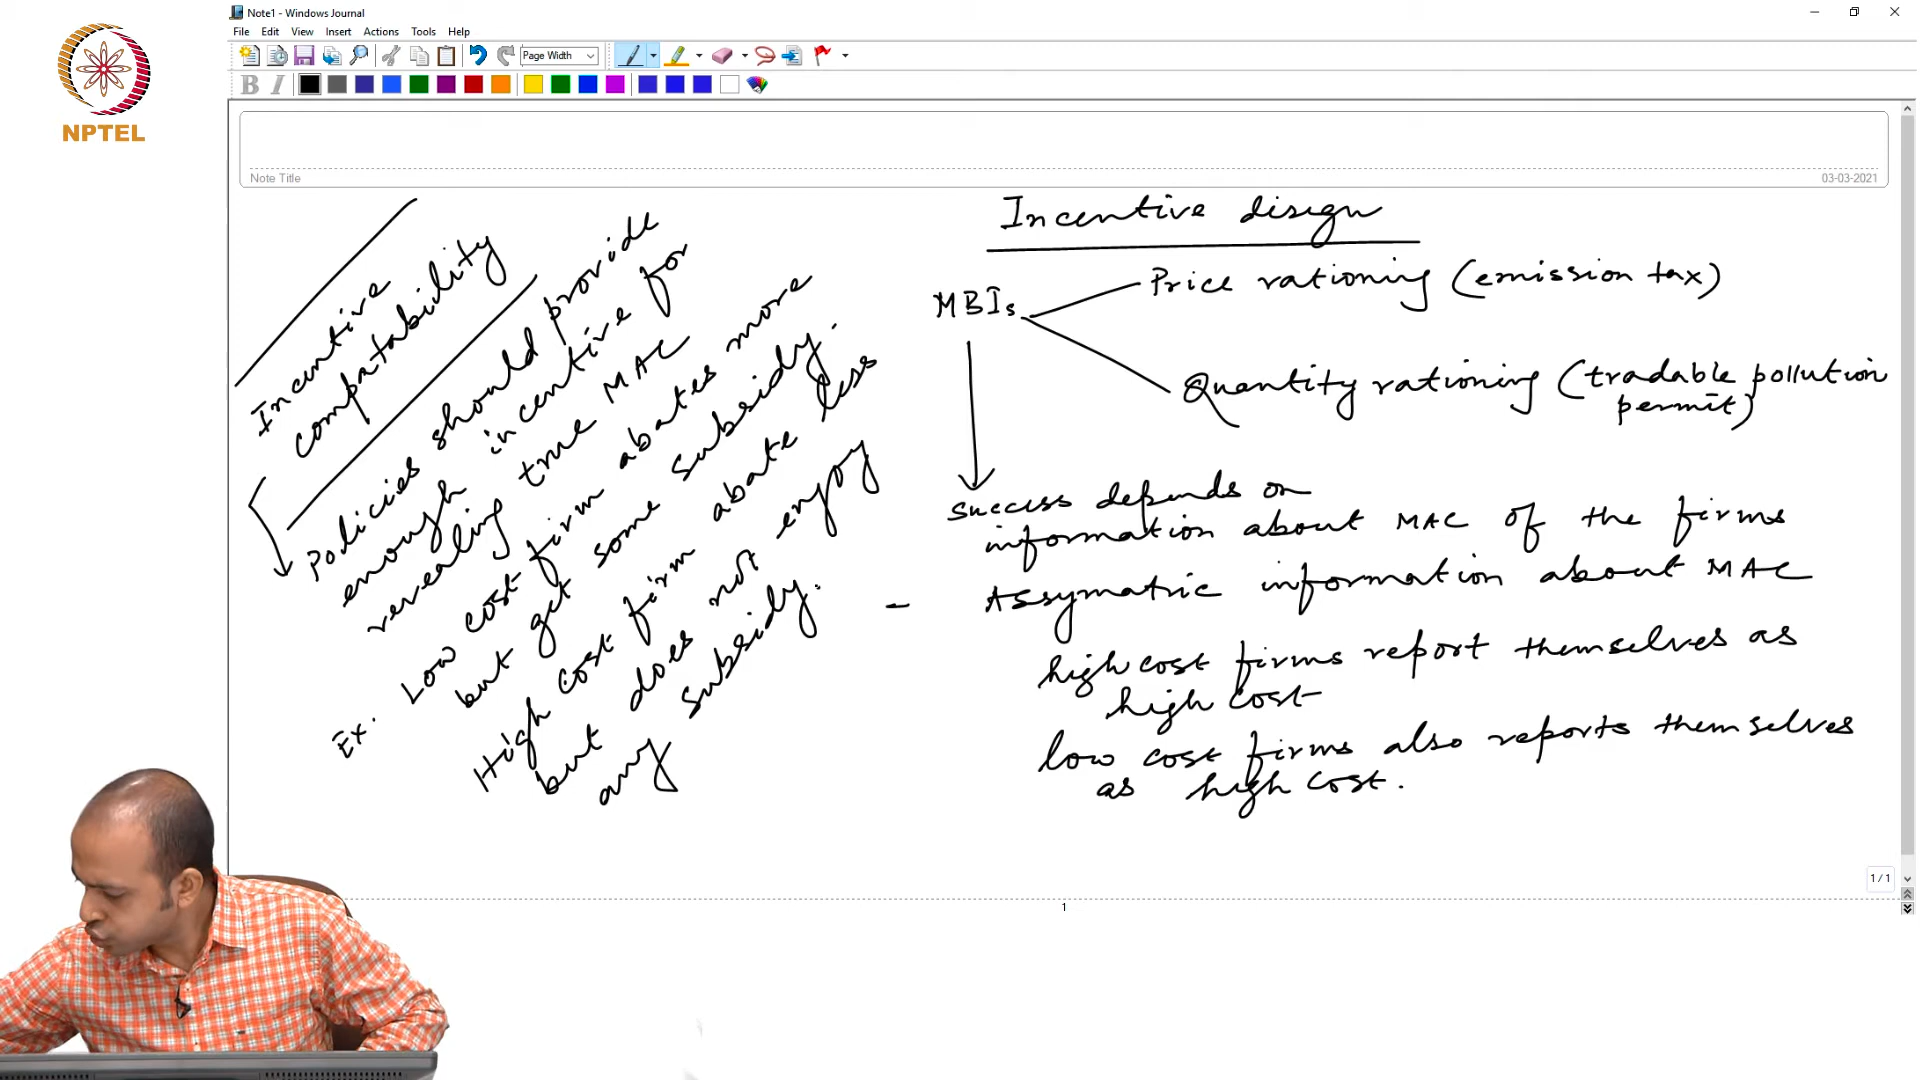 Note1 - Windows Journal
File Edit View Insert Actions Tools Help
Page Width
B I
NPTEL
Note Title
03-03-2021
Incentive disign
MBIs
Price rationing (emission tax)
Quantity rationing (tradable pollution
permit)
success depends on
information about MAC of the firms
- Assymatric information about MAC
high cost firms report themselves as
high cost
low cost firms also reports themselves
as high cost.
Incentive
compatability
Policies should provide
enough incentive for
revealing true MAC
Ex. Low cost firm abates more
but get some subsidy.
High cost firm abate less
but does not enjoy
any subsidy.
1 / 1
1